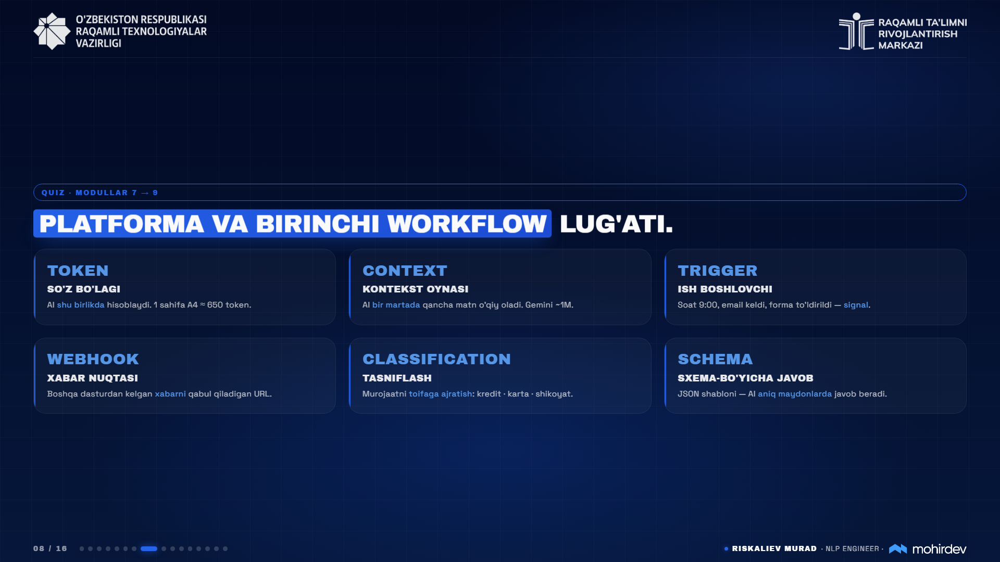 O'ZBEKISTON RESPUBLIKASI
RAQAMLI TEXNOLOGIYALAR
VAZIRLIGI
RAQAMLI TA'LIMNI
RIVOJLANTIRISH
MARKAZI
QUIZ · MODULLAR 7 → 9
PLATFORMA VA BIRINCHI WORKFLOW LUG'ATI.
TOKEN
SO'Z BO'LAGI
AI shu birlikda hisoblaydi. 1 sahifa A4 ≈ 650 token.
CONTEXT
KONTEKST OYNASI
AI bir martada qancha matn o'qiy oladi. Gemini ~1M.
TRIGGER
ISH BOSHLOVCHI
Soat 9:00, email keldi, forma to'ldirildi — signal.
WEBHOOK
XABAR NUQTASI
Boshqa dasturdan kelgan xabarni qabul qiladigan URL.
CLASSIFICATION
TASNIFLASH
Murojaatni toifaga ajratish: kredit · karta · shikoyat.
SCHEMA
SXEMA-BO'YICHA JAVOB
JSON shabloni — AI aniq maydonlarda javob beradi.
08 / 16
RISKALIEV MURAD · NLP ENGINEER ·
mohirdev